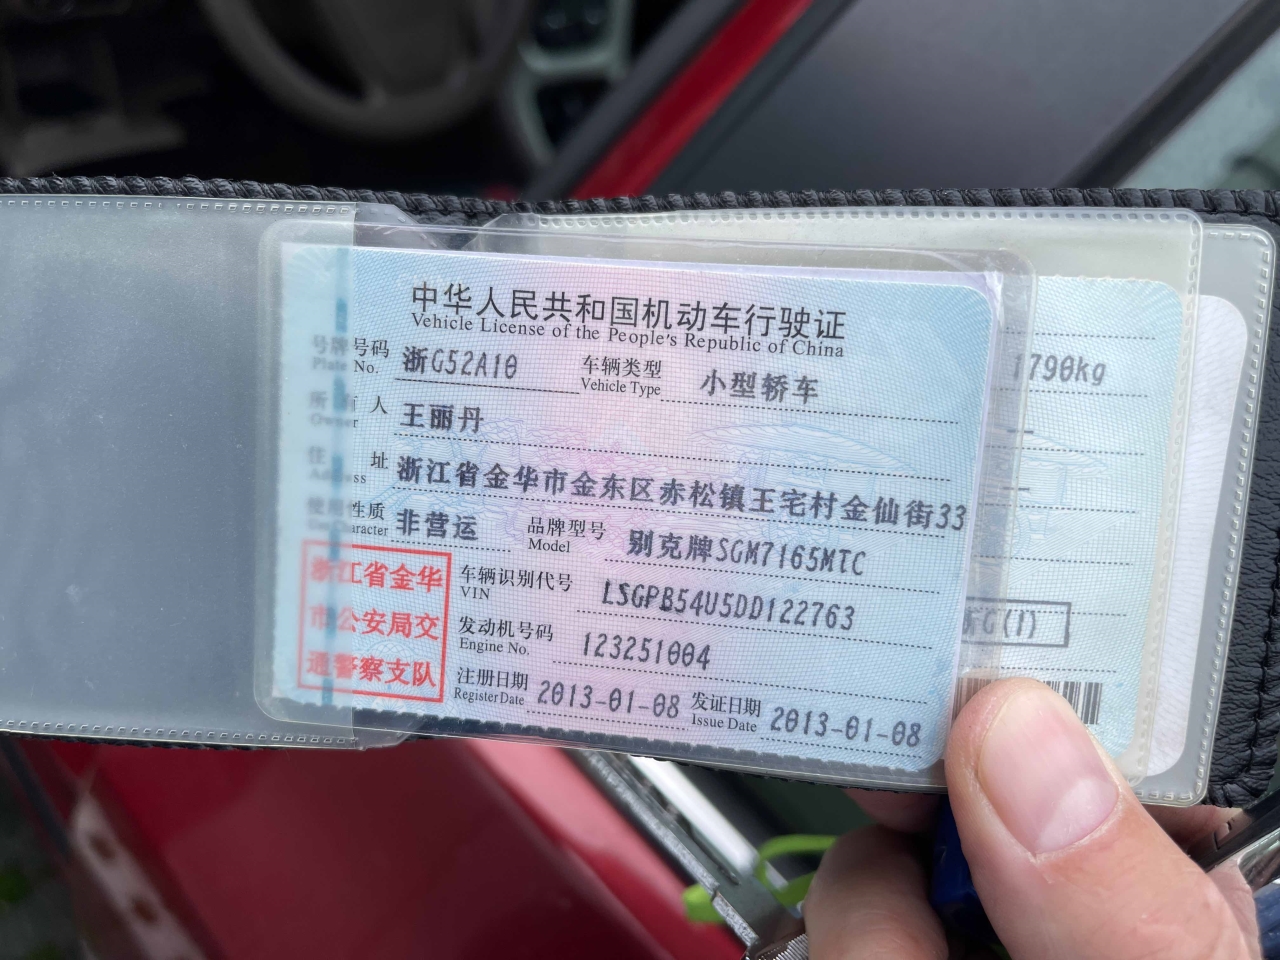 中华人民共和国机动车行驶证
Vehicle License of the People's Republic of China
号牌号码 浙G52A10 车辆类型 小型轿车
Plate No. Vehicle Type
所有人 王丽丹
Owner
住址 浙江省金华市金东区赤松镇王宅村金仙街33
Address
使用性质 非营运 品牌型号 别克牌SGM7165MTC
Use Character Model
浙江省金华
市公安局交
通警察支队
车辆识别代号 LSGPB54U5DD122763
VIN
发动机号码 123251004
Engine No.
注册日期 2013-01-08 发证日期 2013-01-08
Register Date Issue Date
1790kg
浙G(1)